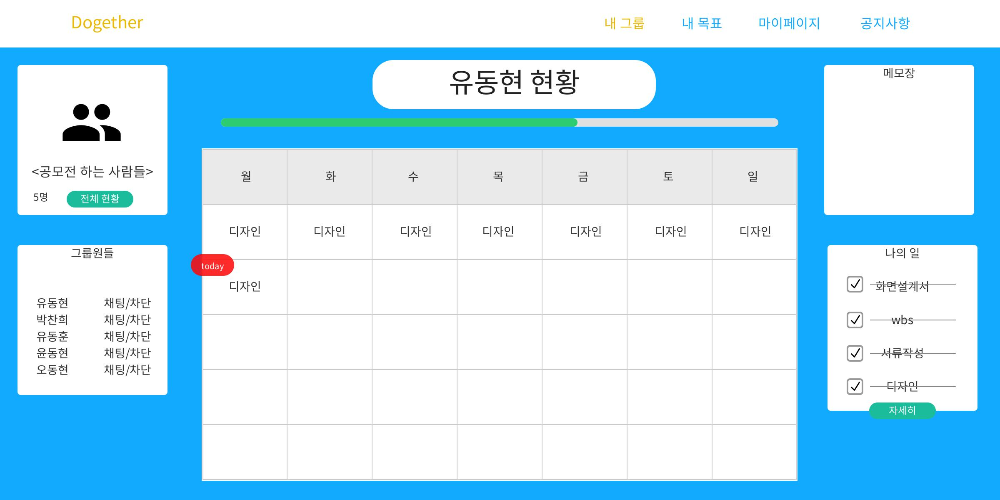 Dogether
내 그룹 내 목표 마이페이지 공지사항
<공모전 하는 사람들>
5명 전체 현황
그룹원들
유동현 채팅/차단
박찬희 채팅/차단
유동훈 채팅/차단
윤동현 채팅/차단
오동현 채팅/차단
유동현 현황
월 화 수 목 금 토 일
디자인 디자인 디자인 디자인 디자인 디자인 디자인
today
디자인
메모장
나의 일
화면설계서
wbs
서류작성
디자인
자세히